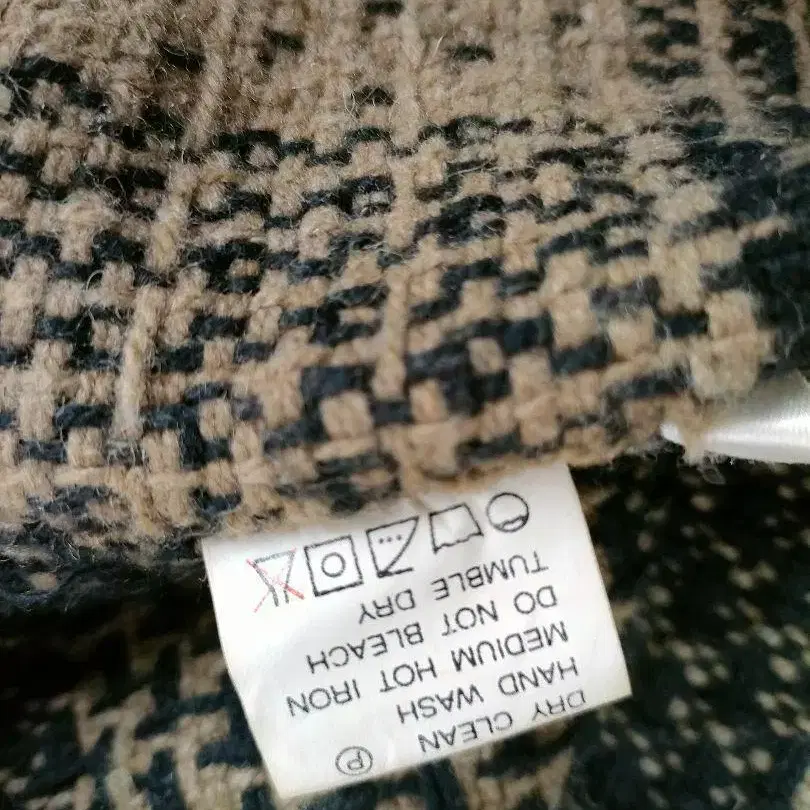 DRY CLEAN Ⓟ
HAND WASH
MEDIUM HOT IRON
DO NOT BLEACH
TUMBLE DRY